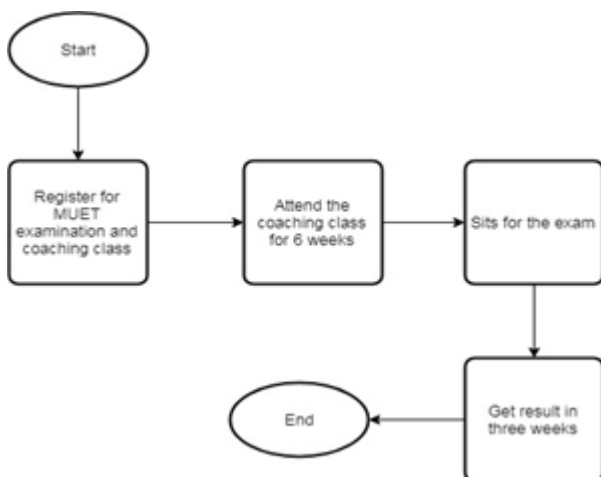 Start
Register for
MUET
examination and
coaching class
Attend the
coaching class
for 6 weeks
Sits for the exam
Get result in
three weeks
End